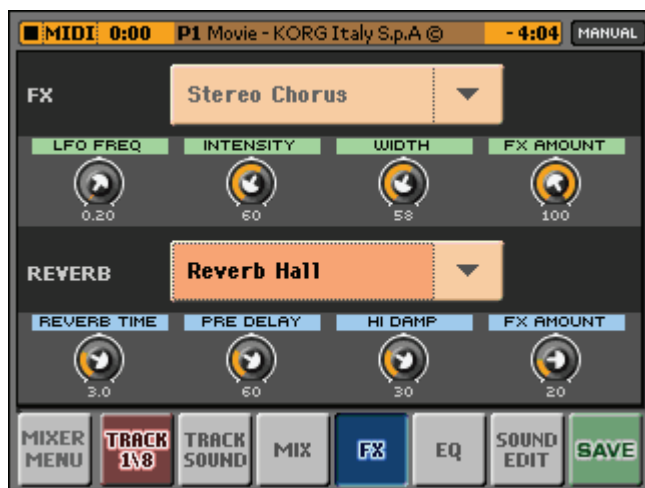 MIDI 0:00 P1 Movie - KORG Italy S.p.A © - 4:04 MANUAL
FX Stereo Chorus
LFO FREQ INTENSITY WIDTH FX AMOUNT
0.20 60 58 100
REVERB Reverb Hall
REVERB TIME PRE DELAY HI DAMP FX AMOUNT
3.0 60 30 20
MIXER MENU
TRACK 1\8
TRACK SOUND
MIX
FX
EQ
SOUND EDIT
SAVE